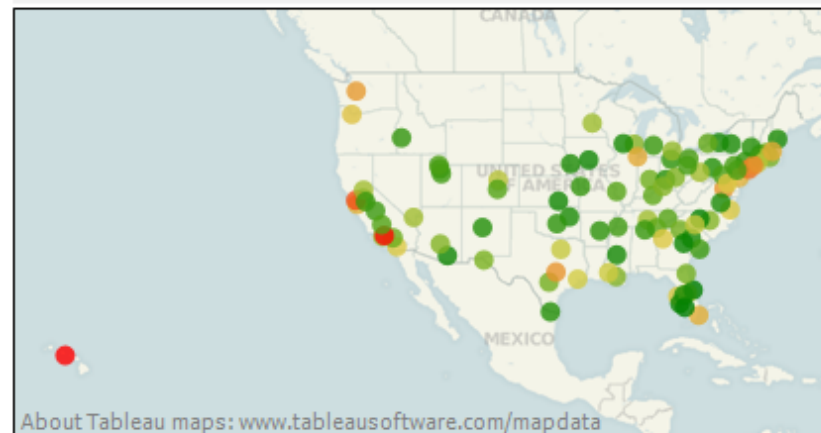 CANADA
UNITED STATES
OF AMERICA
MEXICO
About Tableau maps: www.tableausoftware.com/mapdata